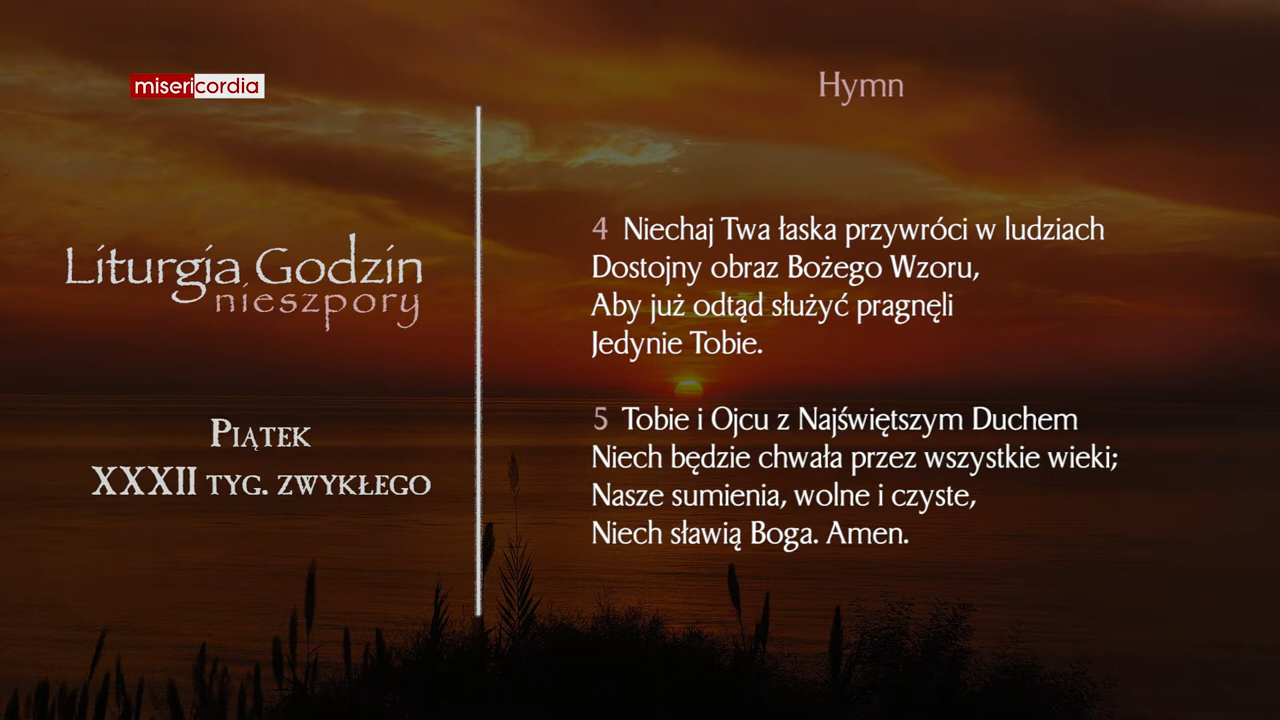 misericordia
Hymn
Liturgia Godzin
nieszpory
Piątek
XXXII tyg. zwykłego
4 Niechaj Twa łaska przywróci w ludziach
Dostojny obraz Bożego Wzoru,
Aby już odtąd służyć pragnęli
Jedynie Tobie.
5 Tobie i Ojcu z Najświętszym Duchem
Niech będzie chwała przez wszystkie wieki;
Nasze sumienia, wolne i czyste,
Niech sławią Boga. Amen.